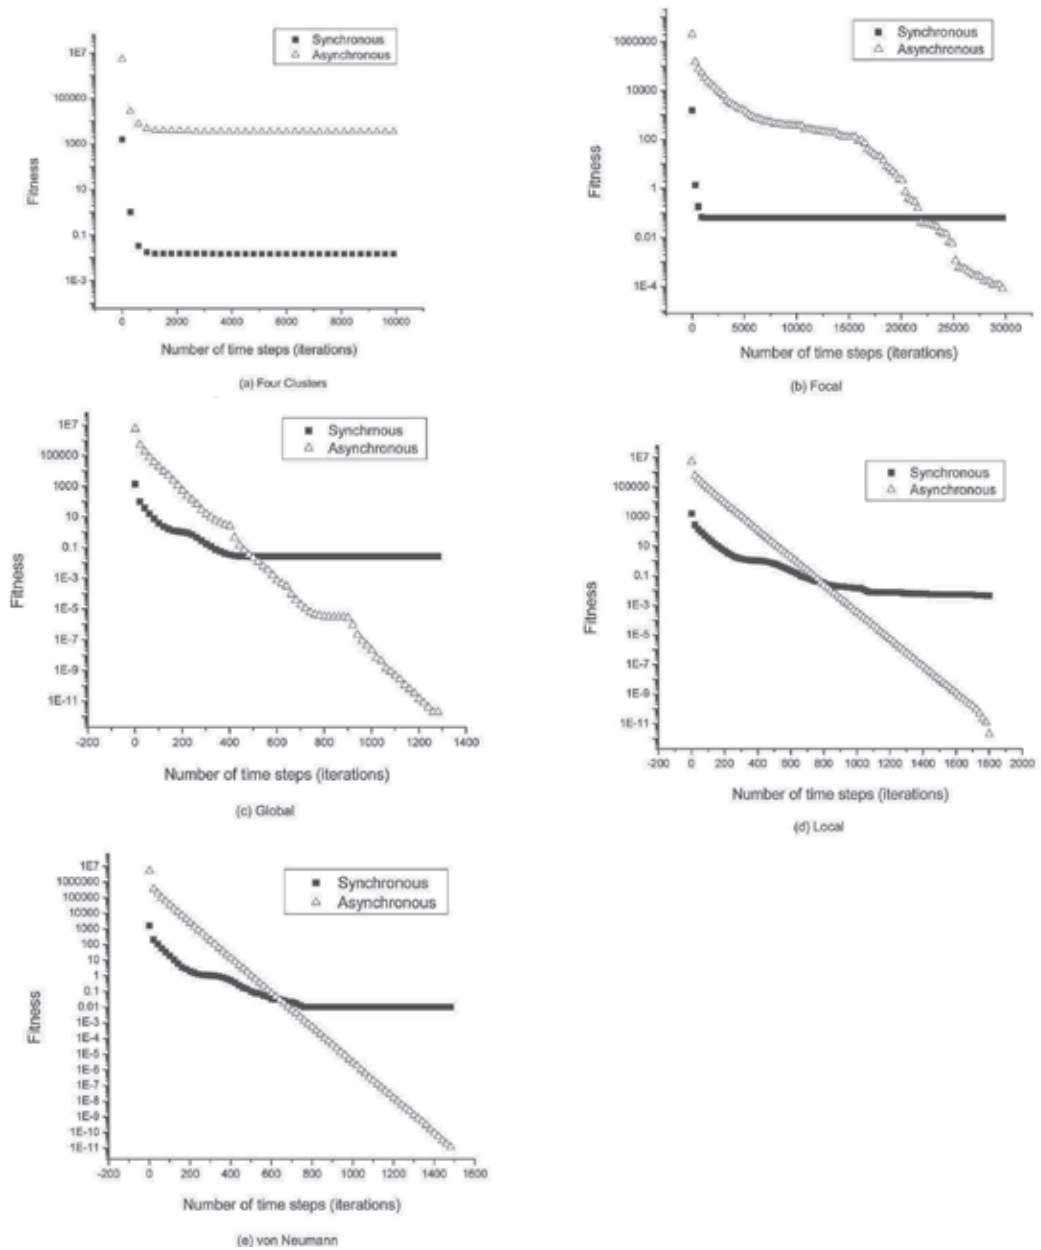 Synchronous
Asynchronous
1E7
100000
1000
10
0.1
1E-3
Fitness
0 2000 4000 6000 8000 10000
Number of time steps (iterations)
(a) Four Clusters
Synchronous
Asynchronous
1000000
10000
100
1
0.01
1E-4
Fitness
0 5000 10000 15000 20000 25000 30000
Number of time steps (iterations)
(b) Focal
Synchrnous
Asynchronous
1E7
100000
1000
10
0.1
1E-3
1E-5
1E-7
1E-9
1E-11
Fitness
-200 0 200 400 600 800 1000 1200 1400
Number of time steps (iterations)
(c) Global
Synchronous
Asynchronous
1E7
100000
1000
10
0.1
1E-3
1E-5
1E-7
1E-9
1E-11
Fitness
-200 0 200 400 600 800 1000 1200 1400 1600 1800 2000
Number of time steps (iterations)
(d) Local
Synchronous
Asynchronous
1E7
1000000
100000
10000
1000
100
10
1
0.1
0.01
1E-3
1E-4
1E-5
1E-6
1E-7
1E-8
1E-9
1E-10
1E-11
Fitness
-200 0 200 400 600 800 1000 1200 1400 1600
Number of time steps (iterations)
(e) von Neumann